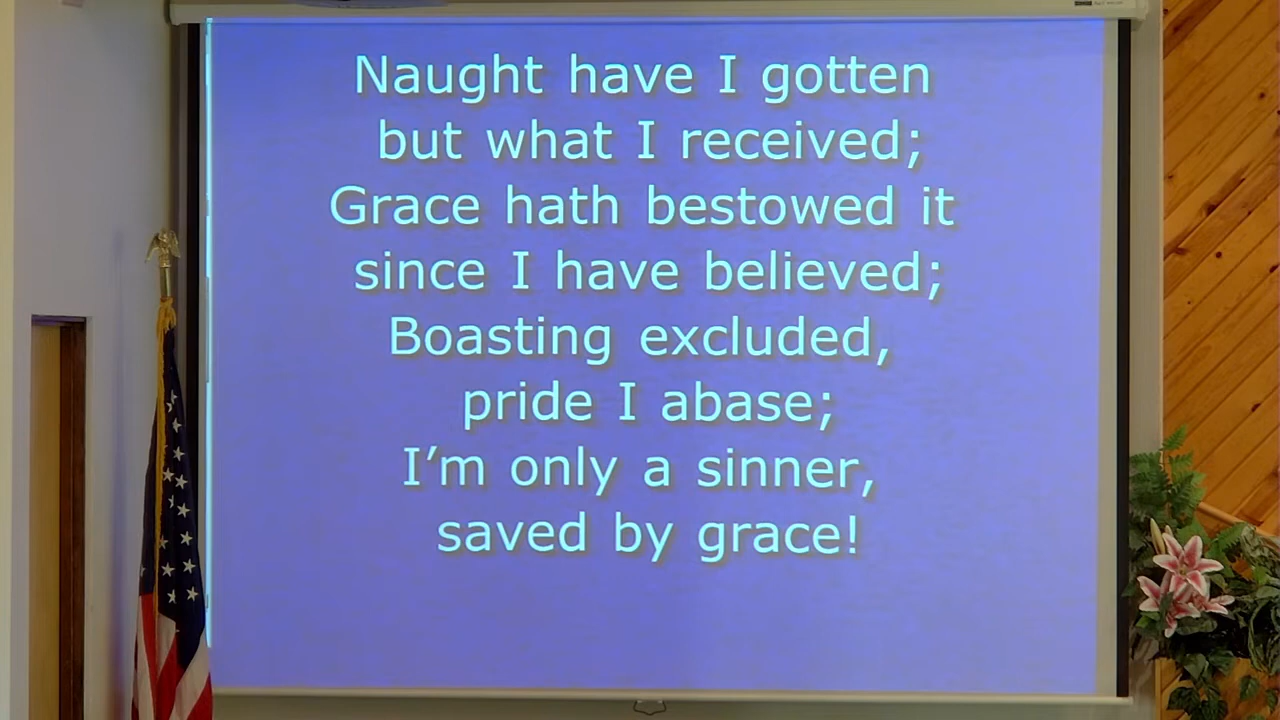 Naught have I gotten
but what I received;
Grace hath bestowed it
since I have believed;
Boasting excluded,
pride I abase;
I’m only a sinner,
saved by grace!